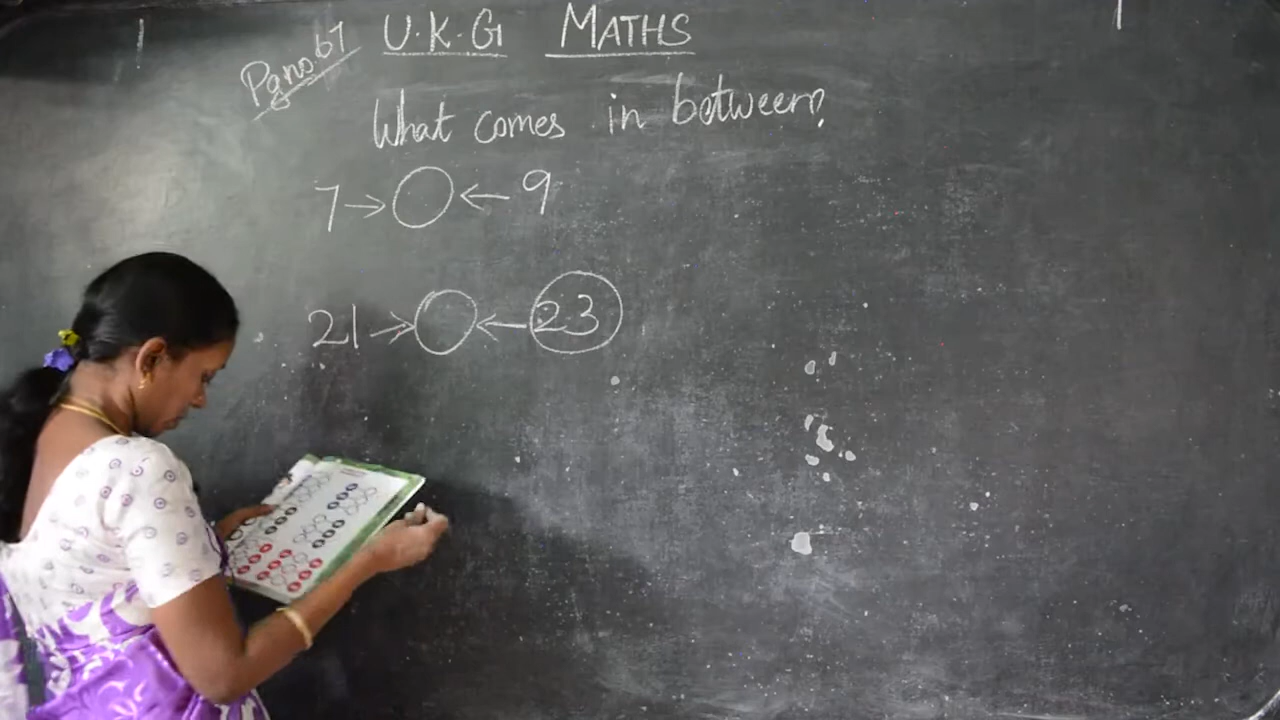 U.K.G MATHS
Pg no. 67
What comes in between?
7→ ← 9
21→ ← 23